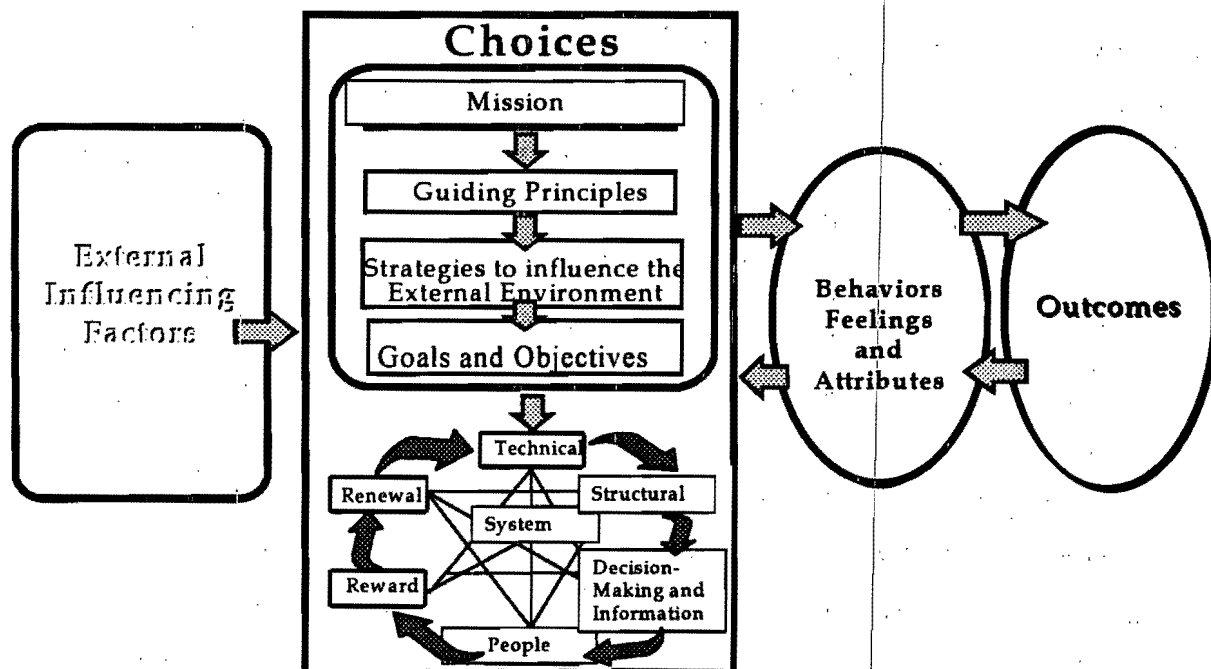 Choices
Mission
Guiding Principles
Strategies to influence the
External Environment
Goals and Objectives
External
Influencing
Factors
Behaviors
Feelings
and
Attributes
Outcomes
Technical
Renewal
Structural
System
Decision-
Making and
Information
Reward
People